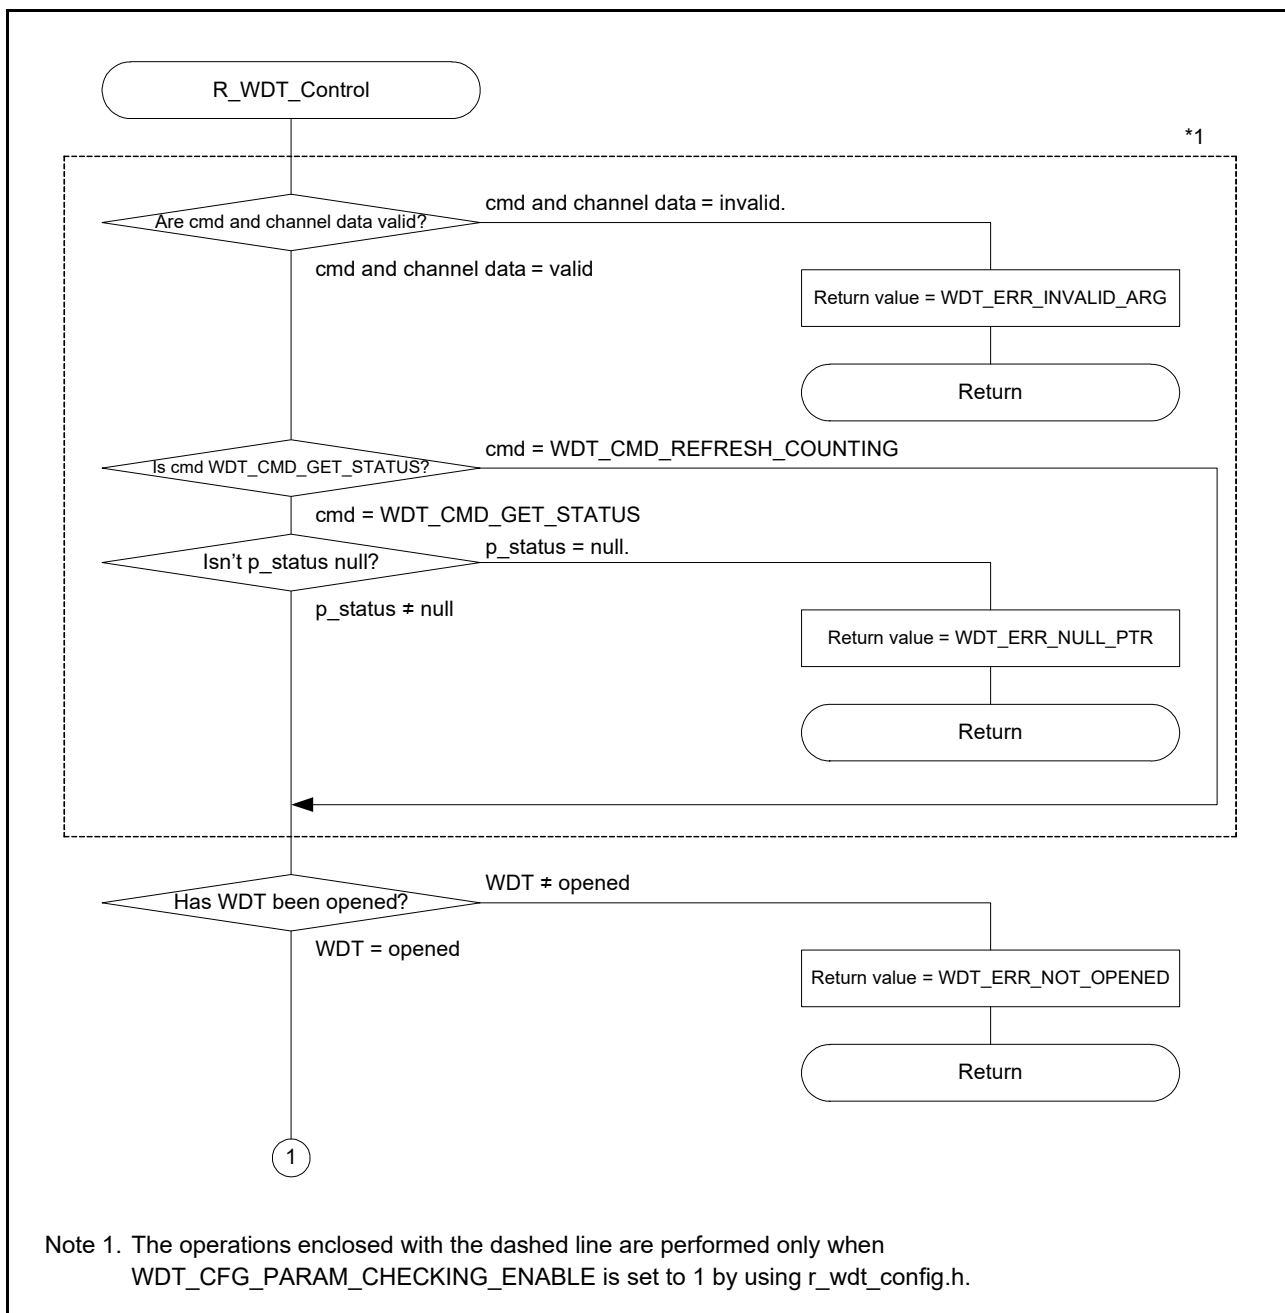 R_WDT_Control
*1
Are cmd and channel data valid?
cmd and channel data = invalid.
cmd and channel data = valid
Return value = WDT_ERR_INVALID_ARG
Return
Is cmd WDT_CMD_GET_STATUS?
cmd = WDT_CMD_REFRESH_COUNTING
cmd = WDT_CMD_GET_STATUS
Isn't p_status null?
p_status = null.
p_status ≠ null
Return value = WDT_ERR_NULL_PTR
Return
Has WDT been opened?
WDT ≠ opened
WDT = opened
Return value = WDT_ERR_NOT_OPENED
Return
1
Note 1. The operations enclosed with the dashed line are performed only when
WDT_CFG_PARAM_CHECKING_ENABLE is set to 1 by using r_wdt_config.h.